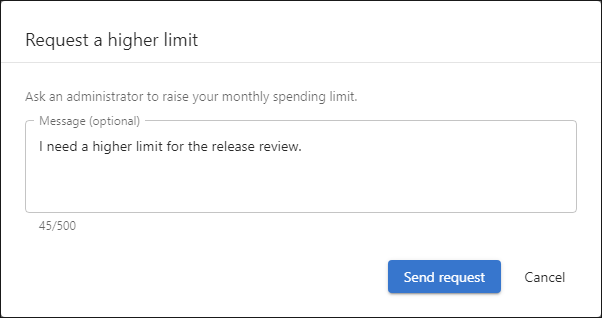 Request a higher limit
Ask an administrator to raise your monthly spending limit.
Message (optional)
I need a higher limit for the release review.
45/500
Send request
Cancel